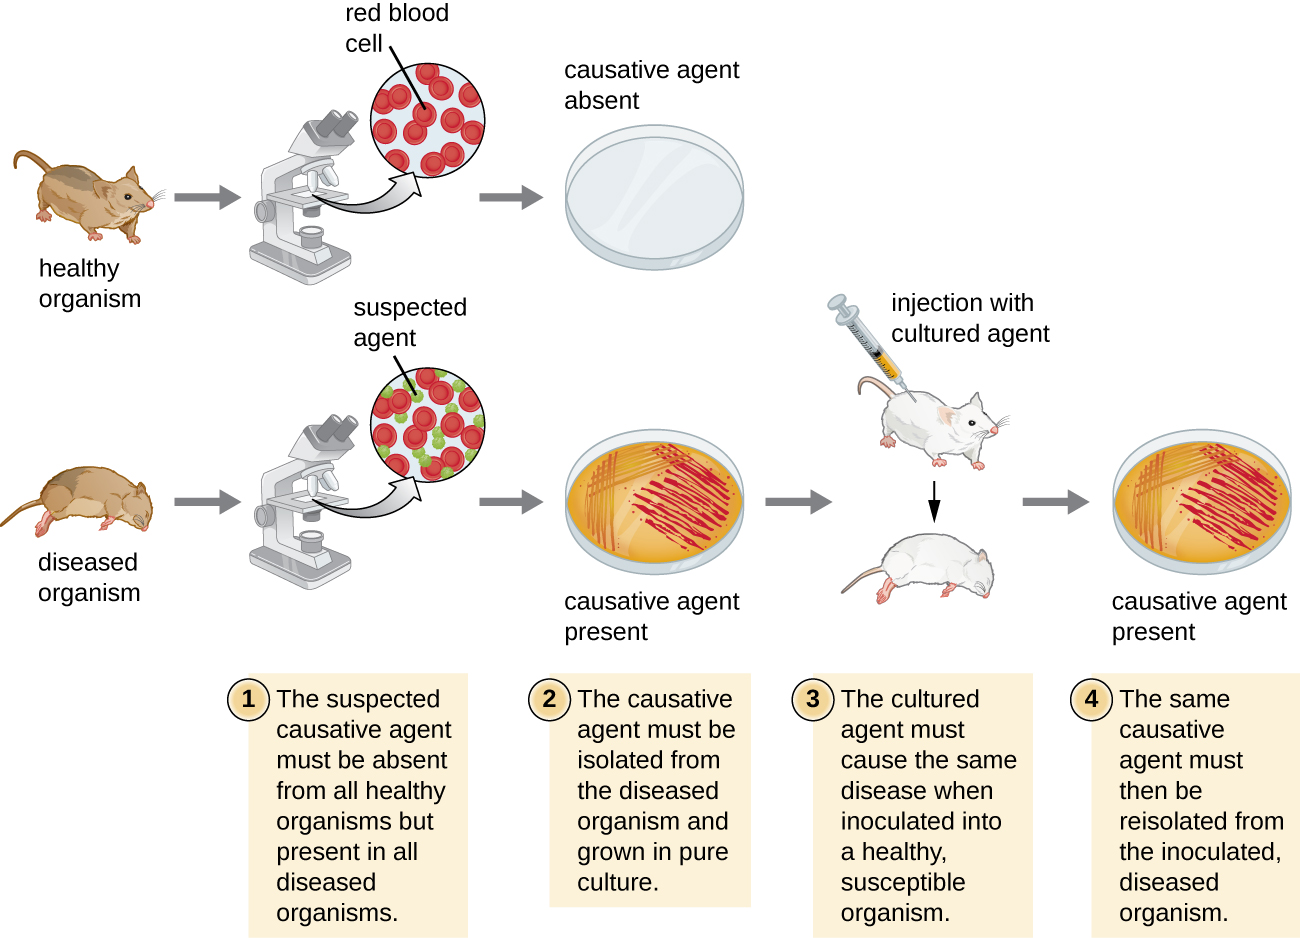 red blood
cell
causative agent
absent
healthy
organism
suspected
agent
injection with
cultured agent
diseased
organism
causative agent
present
causative agent
present
1
The suspected
causative agent
must be absent
from all healthy
organisms but
present in all
diseased
organisms.
2
The causative
agent must be
isolated from
the diseased
organism and
grown in pure
culture.
3
The cultured
agent must
cause the same
disease when
inoculated into
a healthy,
susceptible
organism.
4
The same
causative
agent must
then be
reisolated from
the inoculated,
diseased
organism.